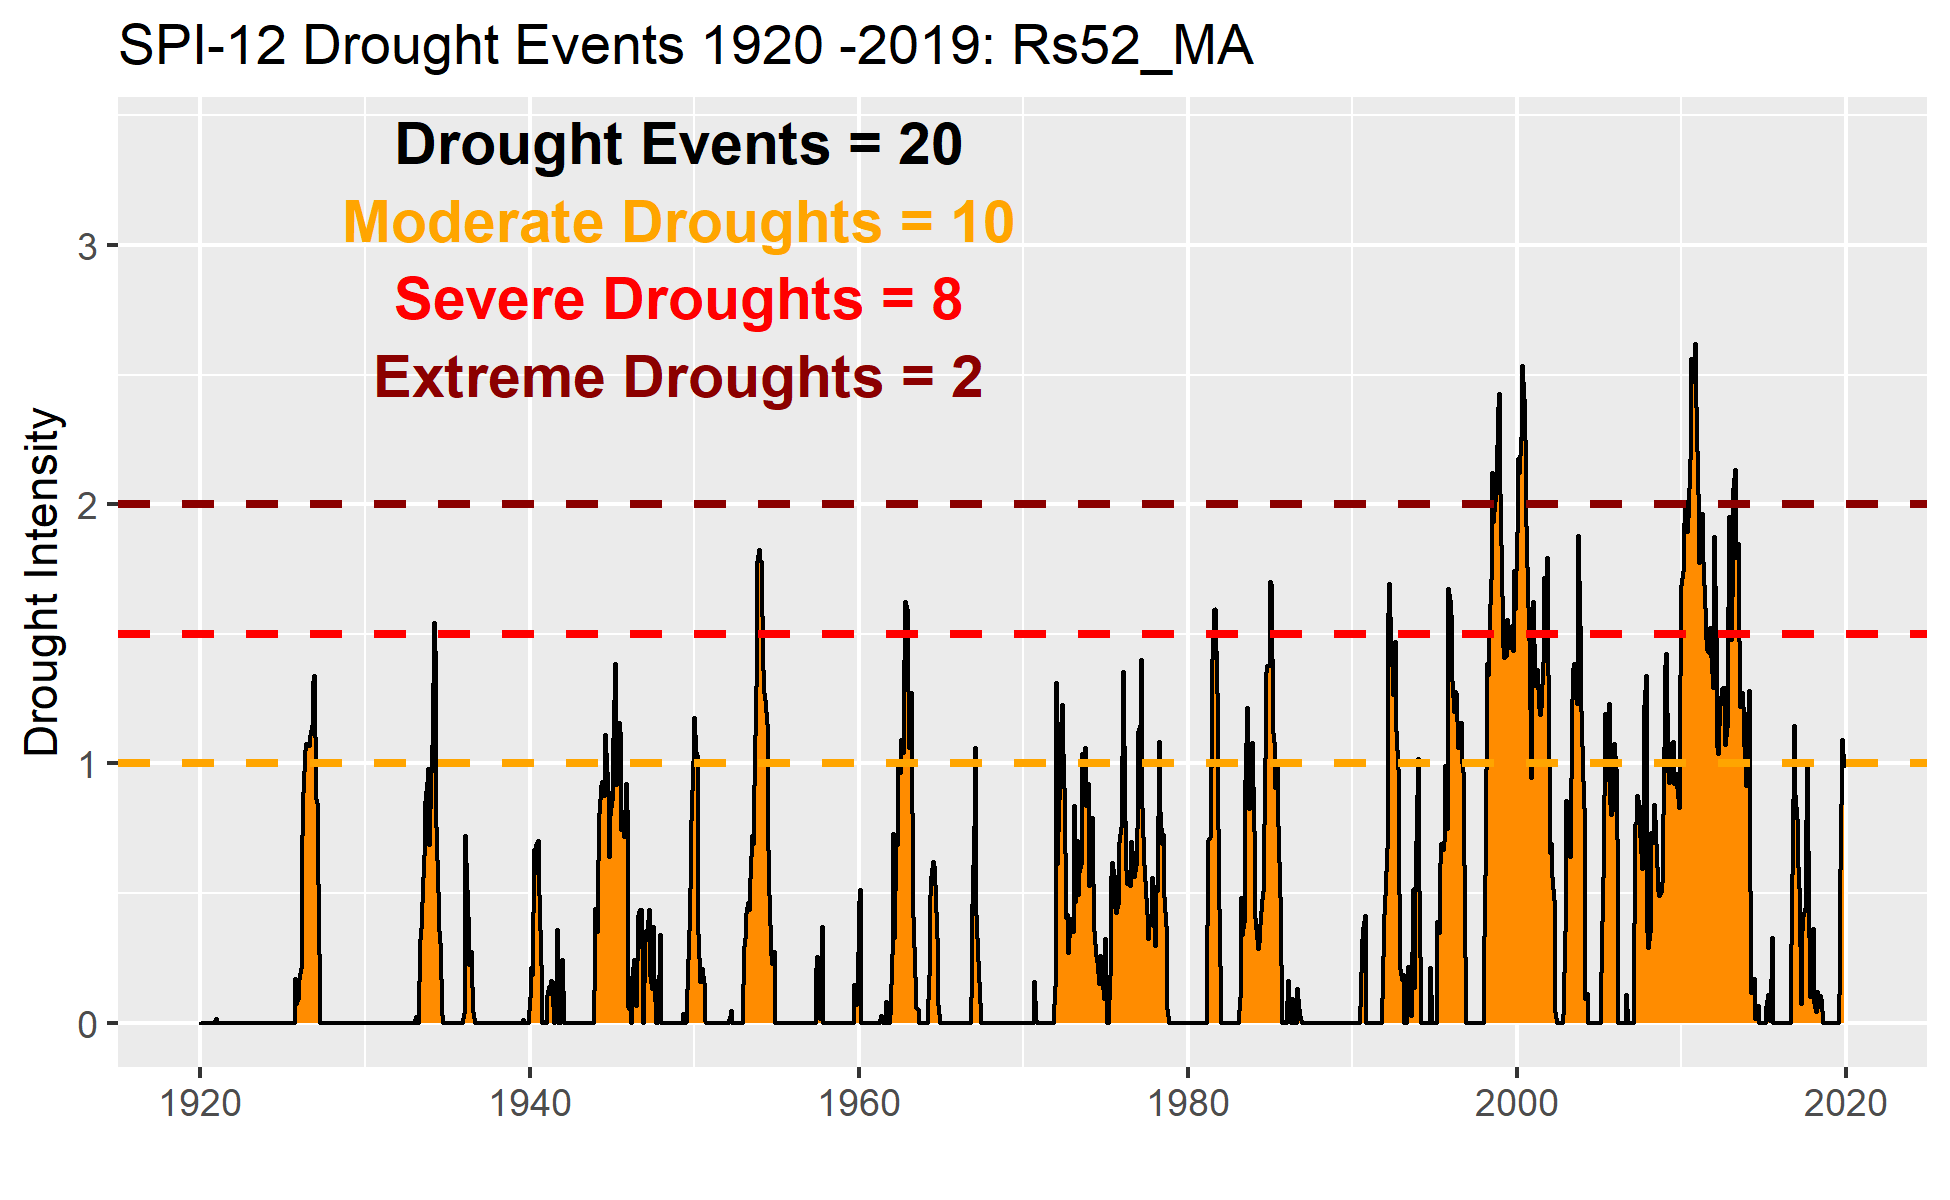 SPI-12 Drought Events 1920 -2019: Rs52_MA
Drought Events = 20
Moderate Droughts = 10
Severe Droughts = 8
Extreme Droughts = 2
Drought Intensity
3
2
1
0
1920 1940 1960 1980 2000 2020